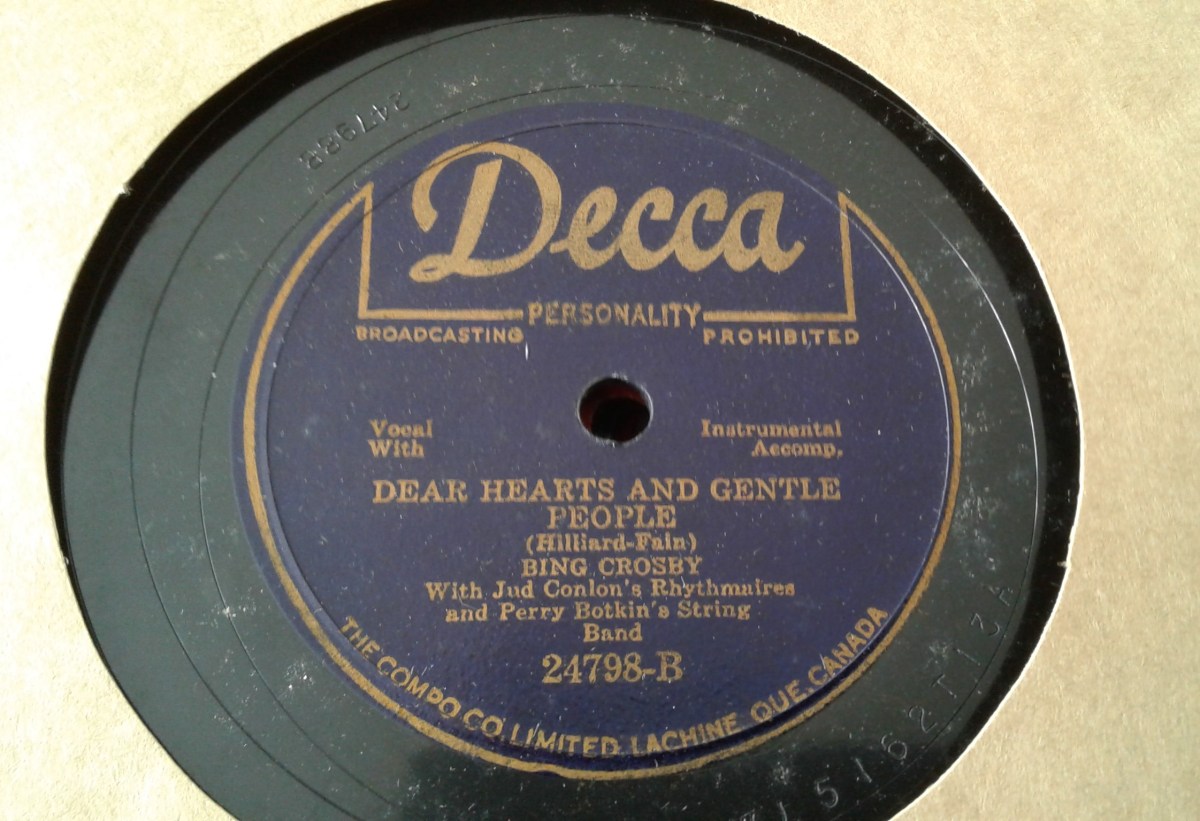 Decca
PERSONALITY
BROADCASTING PROHIBITED
Vocal Instrumental
With Accomp.
DEAR HEARTS AND GENTLE
PEOPLE
(Hilliard-Fain)
BING CROSBY
With Jud Conlon's Rhythmaires
and Perry Botkin's String
Band
24798-B
THE COMPO CO. LIMITED LACHINE QUE. CANADA
24798B